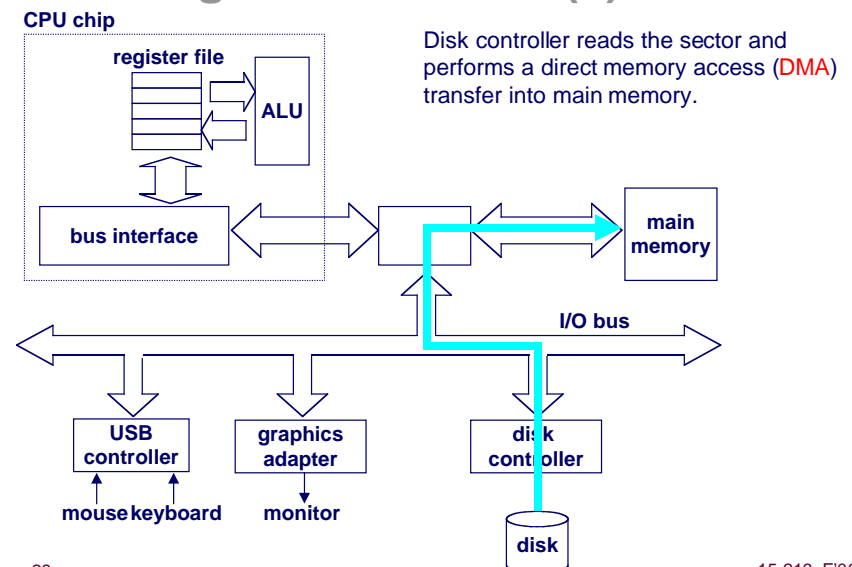 CPU chip
register file
ALU
Disk controller reads the sector and
performs a direct memory access (DMA)
transfer into main memory.
bus interface
main
memory
I/O bus
USB
controller
graphics
adapter
disk
controller
mouse keyboard
monitor
disk